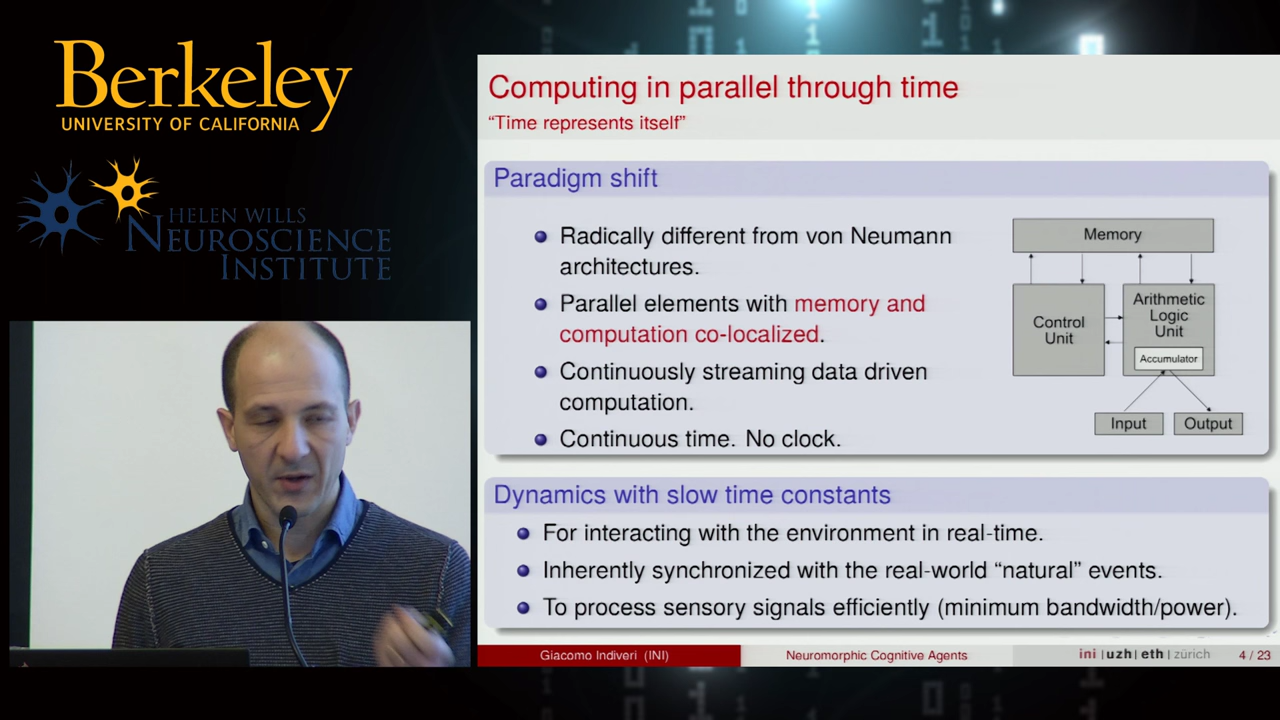 Berkeley
UNIVERSITY OF CALIFORNIA
HELEN WILLS
NEUROSCIENCE
INSTITUTE
Computing in parallel through time
“Time represents itself”
Paradigm shift
Radically different from von Neumann
architectures.
Parallel elements with memory and
computation co-localized.
Continuously streaming data driven
computation.
Continuous time. No clock.
Memory
Control
Unit
Arithmetic
Logic
Unit
Accumulator
Input
Output
Dynamics with slow time constants
For interacting with the environment in real-time.
Inherently synchronized with the real-world “natural” events.
To process sensory signals efficiently (minimum bandwidth/power).
Giacomo Indiveri (INI)
Neuromorphic Cognitive Agents
ini | uzh | eth | zürich
4 / 23